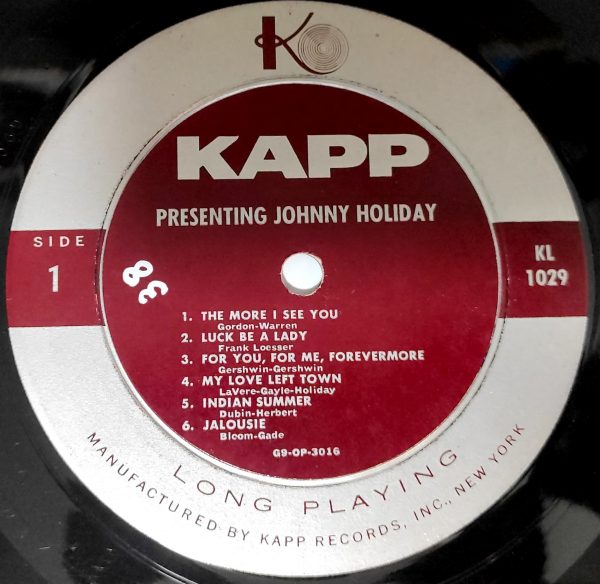 K
KAPP
PRESENTING JOHNNY HOLIDAY
SIDE
1
KL
1029
38
1. THE MORE I SEE YOU
Gordon-Warren
2. LUCK BE A LADY
Frank Loesser
3. FOR YOU, FOR ME, FOREVERMORE
Gershwin-Gershwin
4. MY LOVE LEFT TOWN
LaVere-Gayle-Holiday
5. INDIAN SUMMER
Dubin-Herbert
6. JALOUSIE
Bloom-Gade
G9-OP-3016
LONG PLAYING
MANUFACTURED BY KAPP RECORDS, INC., NEW YORK